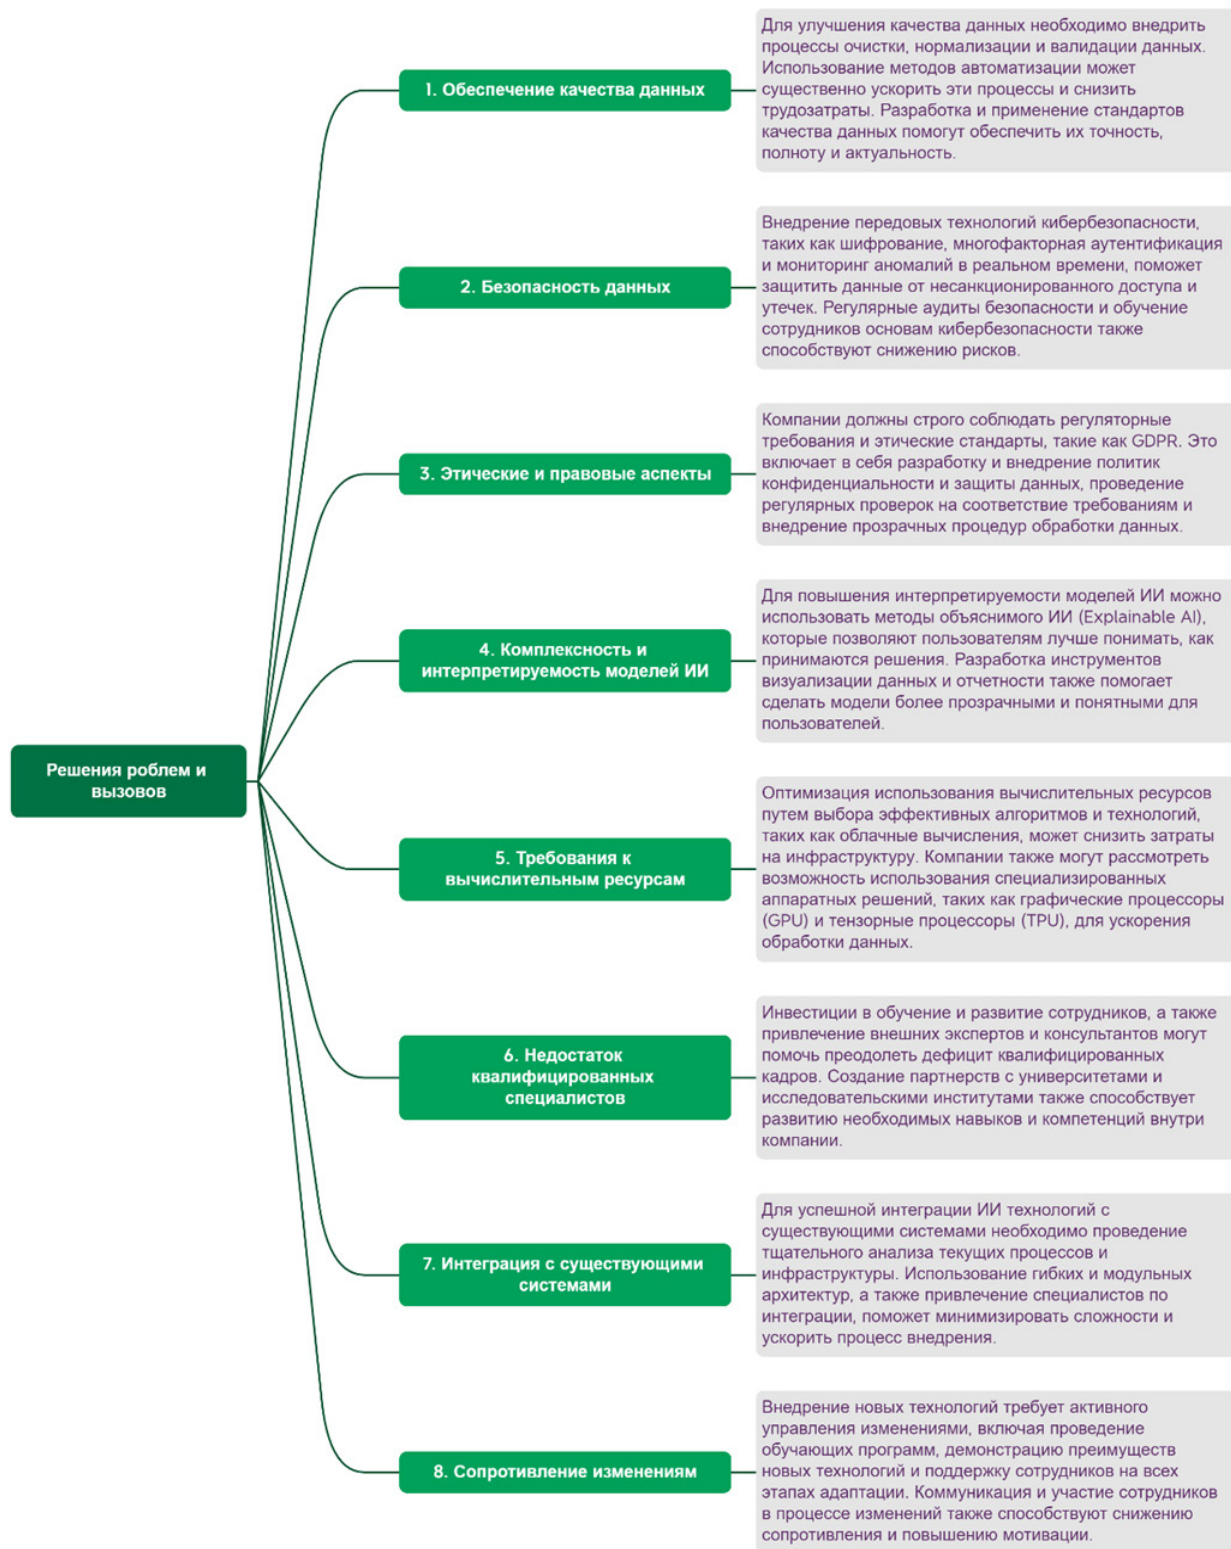 Решения роблем и
вызовов
1. Обеспечение качества данных
Для улучшения качества данных необходимо внедрить
процессы очистки, нормализации и валидации данных.
Использование методов автоматизации может
существенно ускорить эти процессы и снизить
трудозатраты. Разработка и применение стандартов
качества данных помогут обеспечить их точность,
полноту и актуальность.
2. Безопасность данных
Внедрение передовых технологий кибербезопасности,
таких как шифрование, многофакторная аутентификация
и мониторинг аномалий в реальном времени, поможет
защитить данные от несанкционированного доступа и
утечек. Регулярные аудиты безопасности и обучение
сотрудников основам кибербезопасности также
способствуют снижению рисков.
3. Этические и правовые аспекты
Компании должны строго соблюдать регуляторные
требования и этические стандарты, такие как GDPR. Это
включает в себя разработку и внедрение политик
конфиденциальности и защиты данных, проведение
регулярных проверок на соответствие требованиям и
внедрение прозрачных процедур обработки данных.
4. Комплексность и
интерпретируемость моделей ИИ
Для повышения интерпретируемости моделей ИИ можно
использовать методы объяснимого ИИ (Explainable AI),
которые позволяют пользователям лучше понимать, как
принимаются решения. Разработка инструментов
визуализации данных и отчетности также помогает
сделать модели более прозрачными и понятными для
пользователей.
5. Требования к
вычислительным ресурсам
Оптимизация использования вычислительных ресурсов
путем выбора эффективных алгоритмов и технологий,
таких как облачные вычисления, может снизить затраты
на инфраструктуру. Компании также могут рассмотреть
возможность использования специализированных
аппаратных решений, таких как графические процессоры
(GPU) и тензорные процессоры (TPU), для ускорения
обработки данных.
6. Недостаток
квалифицированных
специалистов
Инвестиции в обучение и развитие сотрудников, а также
привлечение внешних экспертов и консультантов могут
помочь преодолеть дефицит квалифицированных
кадров. Создание партнерств с университетами и
исследовательскими институтами также способствует
развитию необходимых навыков и компетенций внутри
компании.
7. Интеграция с существующими
системами
Для успешной интеграции ИИ технологий с
существующими системами необходимо проведение
тщательного анализа текущих процессов и
инфраструктуры. Использование гибких и модульных
архитектур, а также привлечение специалистов по
интеграции, поможет минимизировать сложности и
ускорить процесс внедрения.
8. Сопротивление изменениям
Внедрение новых технологий требует активного
управления изменениями, включая проведение
обучающих программ, демонстрацию преимуществ
новых технологий и поддержку сотрудников на всех
этапах адаптации. Коммуникация и участие сотрудников
в процессе изменений также способствуют снижению
сопротивления и повышению мотивации.